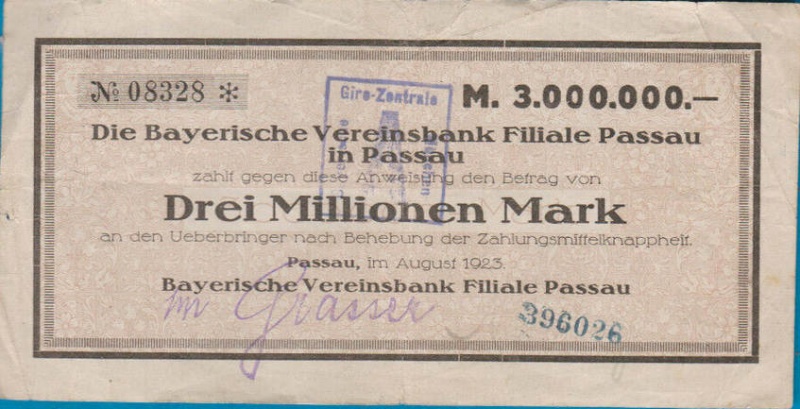 № 08328 *
Giro-Zentrale
München
M. 3.000.000.—
Die Bayerische Vereinsbank Filiale Passau
in Passau
zahlt gegen diese Anweisung den Betrag von
Drei Millionen Mark
an den Ueberbringer nach Behebung der Zahlungsmittelknappheit.
Passau, im August 1923.
Bayerische Vereinsbank Filiale Passau
Grasser
396026